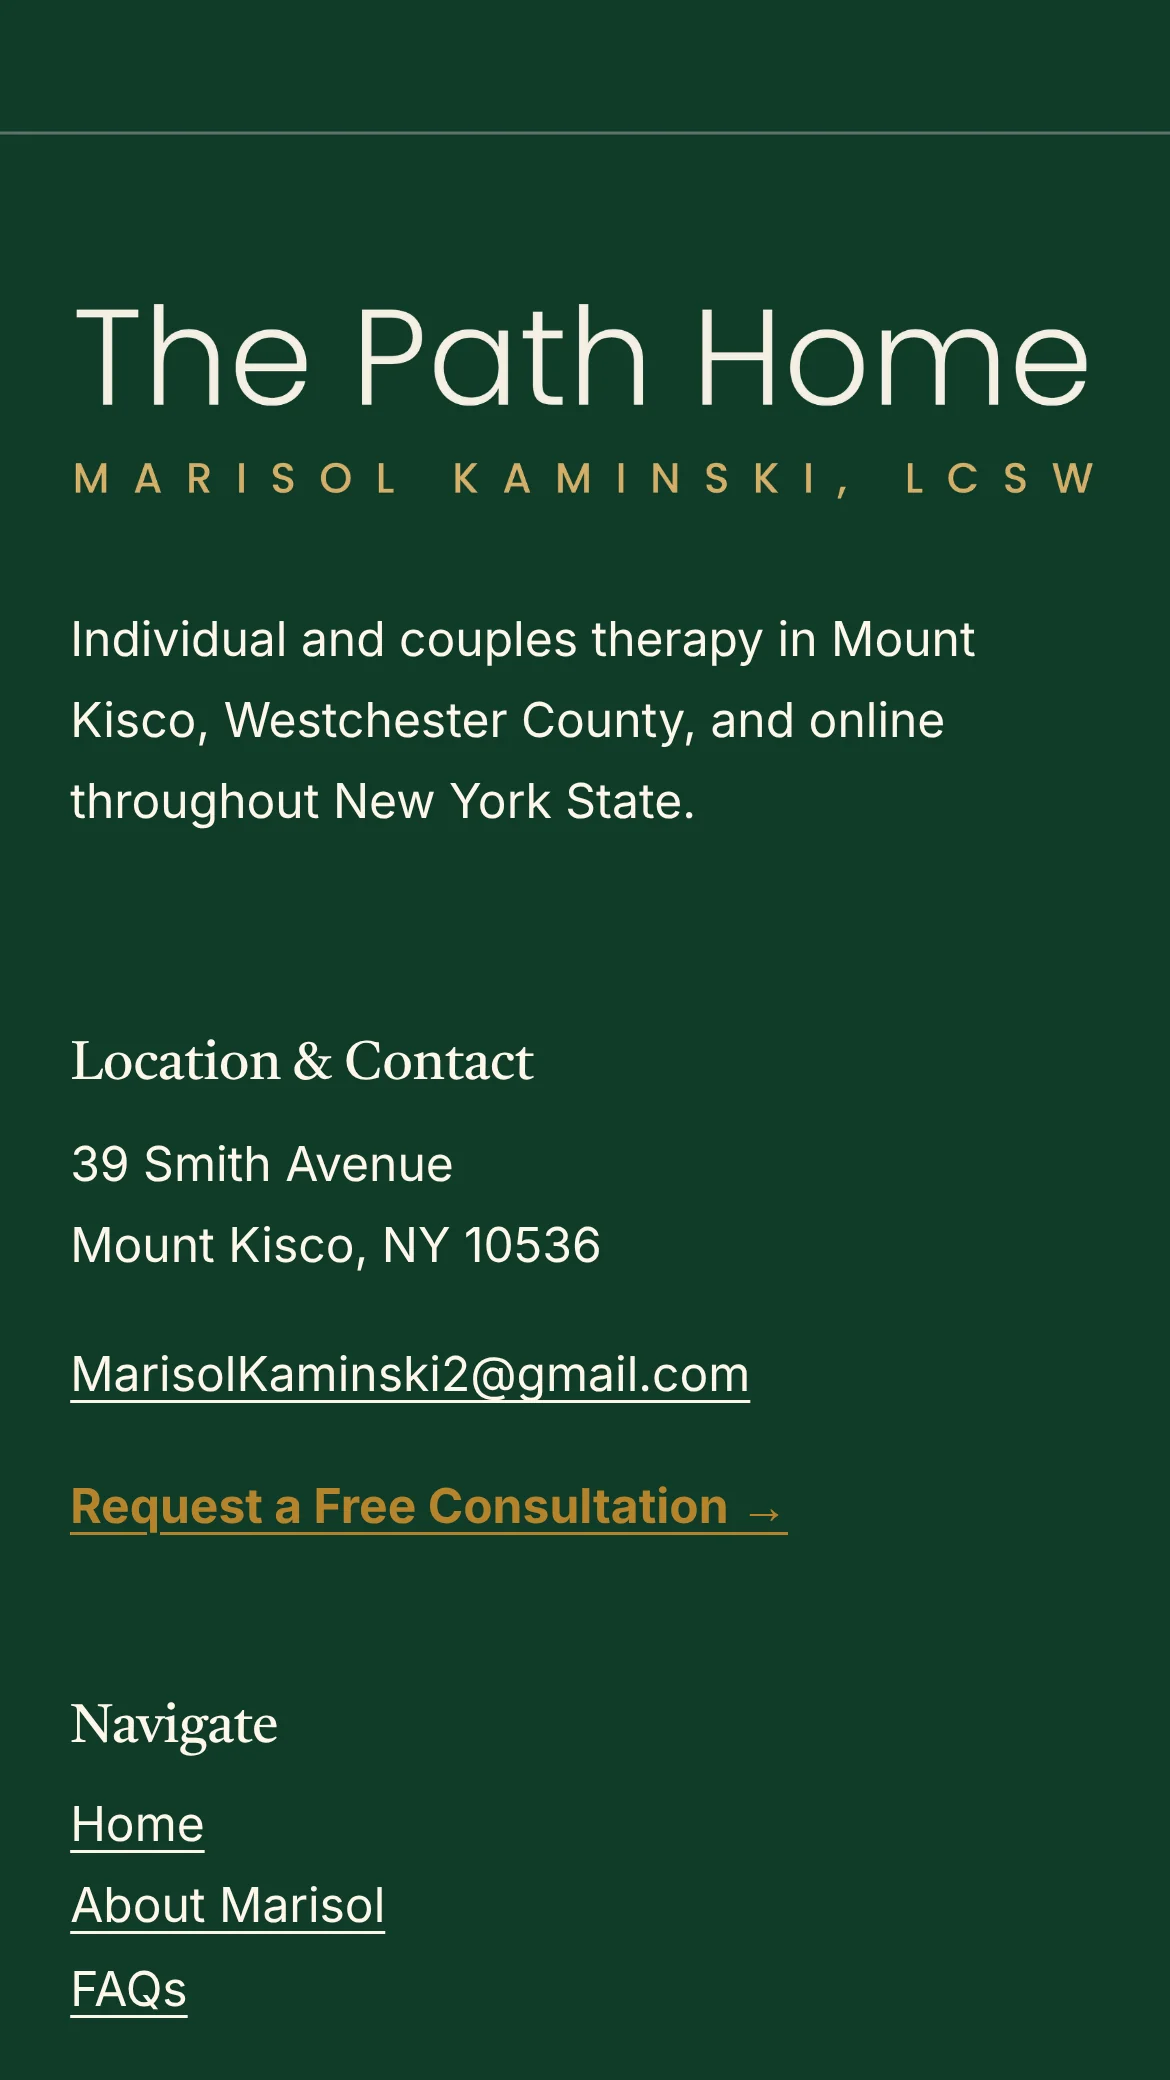 The Path Home
MARISOL KAMINSKI, LCSW
Individual and couples therapy in Mount
Kisco, Westchester County, and online
throughout New York State.
Location & Contact
39 Smith Avenue
Mount Kisco, NY 10536
MarisolKaminski2@gmail.com
Request a Free Consultation →
Navigate
Home
About Marisol
FAQs